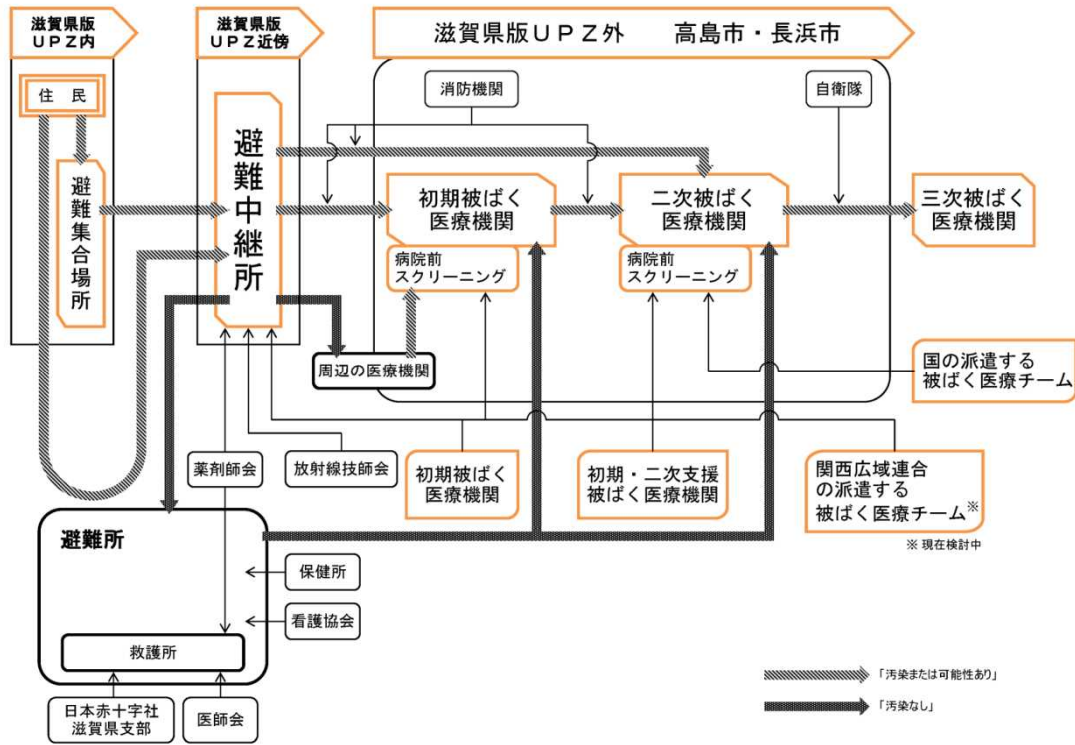 滋賀県版
ＵＰＺ内
滋賀県版
ＵＰＺ近傍
滋賀県版ＵＰＺ外　高島市・長浜市
住　民
消防機関
自衛隊
避難集合場所
避難中継所
初期被ばく
医療機関
二次被ばく
医療機関
三次被ばく
医療機関
病院前
スクリーニング
病院前
スクリーニング
周辺の医療機関
国の派遣する
被ばく医療チーム
薬剤師会
放射線技師会
初期被ばく
医療機関
初期・二次支援
被ばく医療機関
関西広域連合
の派遣する
被ばく医療チーム※
※ 現在検討中
避難所
保健所
看護協会
救護所
日本赤十字社
滋賀県支部
医師会
「汚染または可能性あり」
「汚染なし」